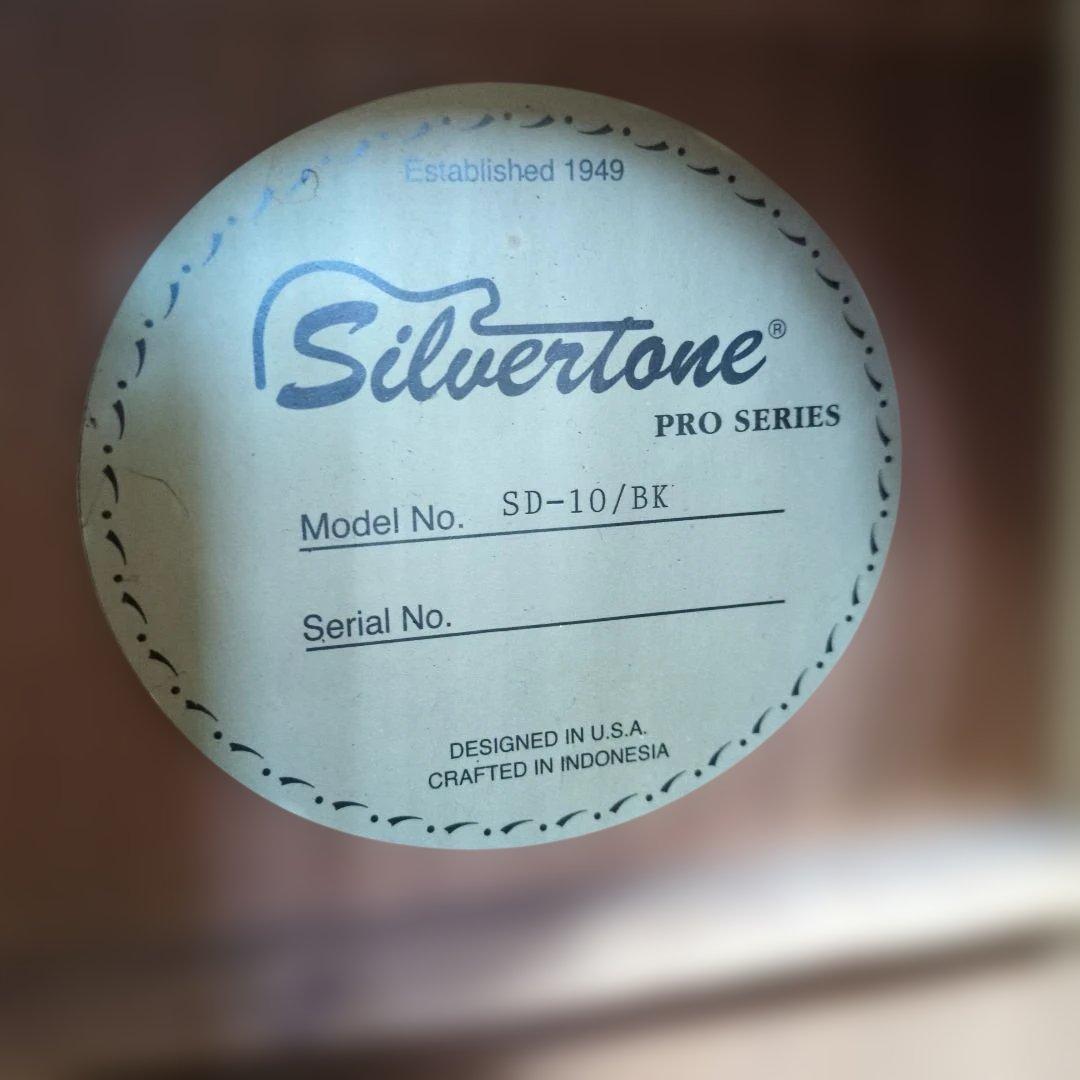 Established 1949
Silvertone®
PRO SERIES
Model No. SD-10/BK
Serial No.
DESIGNED IN U.S.A.
CRAFTED IN INDONESIA